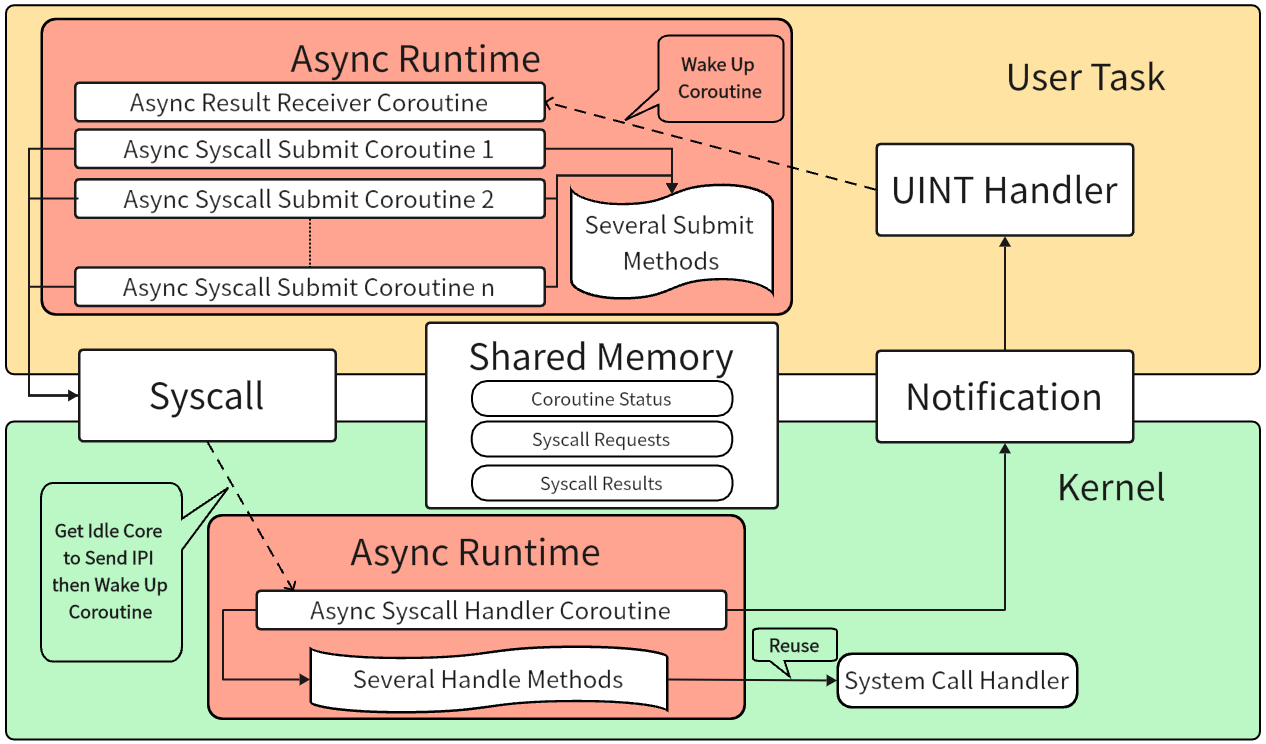 Async Runtime
Wake Up
Coroutine
User Task
Async Result Receiver Coroutine
Async Syscall Submit Coroutine 1
Async Syscall Submit Coroutine 2
Async Syscall Submit Coroutine n
Several Submit
Methods
UINT Handler
Syscall
Shared Memory
Coroutine Status
Syscall Requests
Syscall Results
Notification
Kernel
Get Idle Core
to Send IPI
then Wake Up
Coroutine
Async Runtime
Async Syscall Handler Coroutine
Several Handle Methods
Reuse
System Call Handler